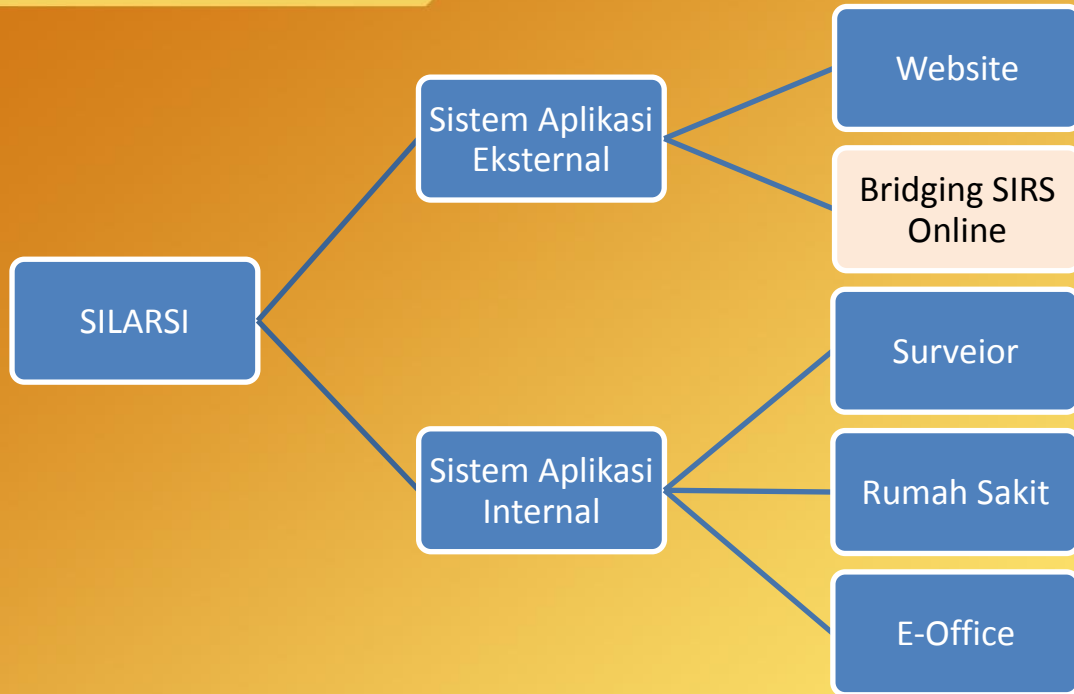 SILARSI
Sistem Aplikasi
Eksternal
Website
Bridging SIRS
Online
Sistem Aplikasi
Internal
Surveior
Rumah Sakit
E-Office